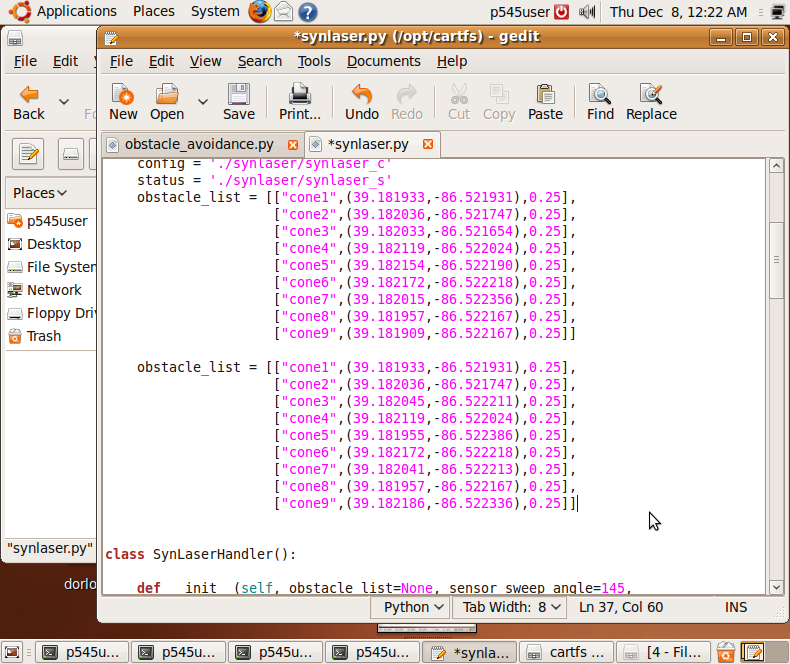 Applications Places System p545user Thu Dec 8, 12:22 AM
*synlaser.py (/opt/cartfs) - gedit
File Edit
File Edit View Search Tools Documents Help
Back
New Open Save Print... Undo Redo Cut Copy Paste Find Replace
obstacle_avoidance.py *synlaser.py
Places
p545user
Desktop
File System
Network
Floppy Dri
Trash
"synlaser.py"
config = './synlaser/synlaser_c'
status = './synlaser/synlaser_s'
obstacle_list = [["cone1",(39.181933,-86.521931),0.25],
["cone2",(39.182036,-86.521747),0.25],
["cone3",(39.182033,-86.521654),0.25],
["cone4",(39.182119,-86.522024),0.25],
["cone5",(39.182154,-86.522190),0.25],
["cone6",(39.182172,-86.522218),0.25],
["cone7",(39.182015,-86.522356),0.25],
["cone8",(39.181957,-86.522167),0.25],
["cone9",(39.181909,-86.522167),0.25]]
obstacle_list = [["cone1",(39.181933,-86.521931),0.25],
["cone2",(39.182036,-86.521747),0.25],
["cone3",(39.182045,-86.522211),0.25],
["cone4",(39.182119,-86.522024),0.25],
["cone5",(39.181955,-86.522386),0.25],
["cone6",(39.182172,-86.522218),0.25],
["cone7",(39.182041,-86.522213),0.25],
["cone8",(39.181957,-86.522167),0.25],
["cone9",(39.182186,-86.522336),0.25]]
class SynLaserHandler():
def __init__(self, obstacle_list=None, sensor_sweep_angle=145,
dorlo
Python Tab Width: 8 Ln 37, Col 60 INS
p545u... p545u... p545u... p545u... *synla... cartfs ... [4 - Fil...